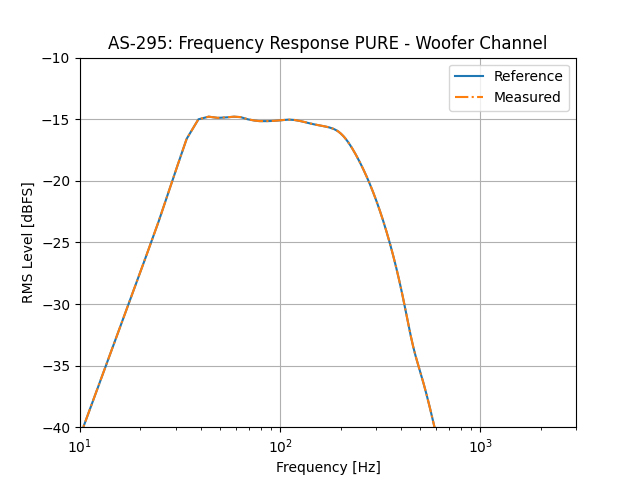 AS-295: Frequency Response PURE - Woofer Channel
Reference
Measured
RMS Level [dBFS]
−10
−15
−20
−25
−30
−35
−40
10¹
10²
10³
Frequency [Hz]